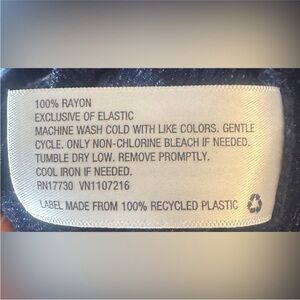 100% RAYON
EXCLUSIVE OF ELASTIC
MACHINE WASH COLD WITH LIKE COLORS. GENTLE
CYCLE. ONLY NON-CHLORINE BLEACH IF NEEDED.
TUMBLE DRY LOW. REMOVE PROMPTLY.
COOL IRON IF NEEDED.
RN17730 VN1107216
LABEL MADE FROM 100% RECYCLED PLASTIC